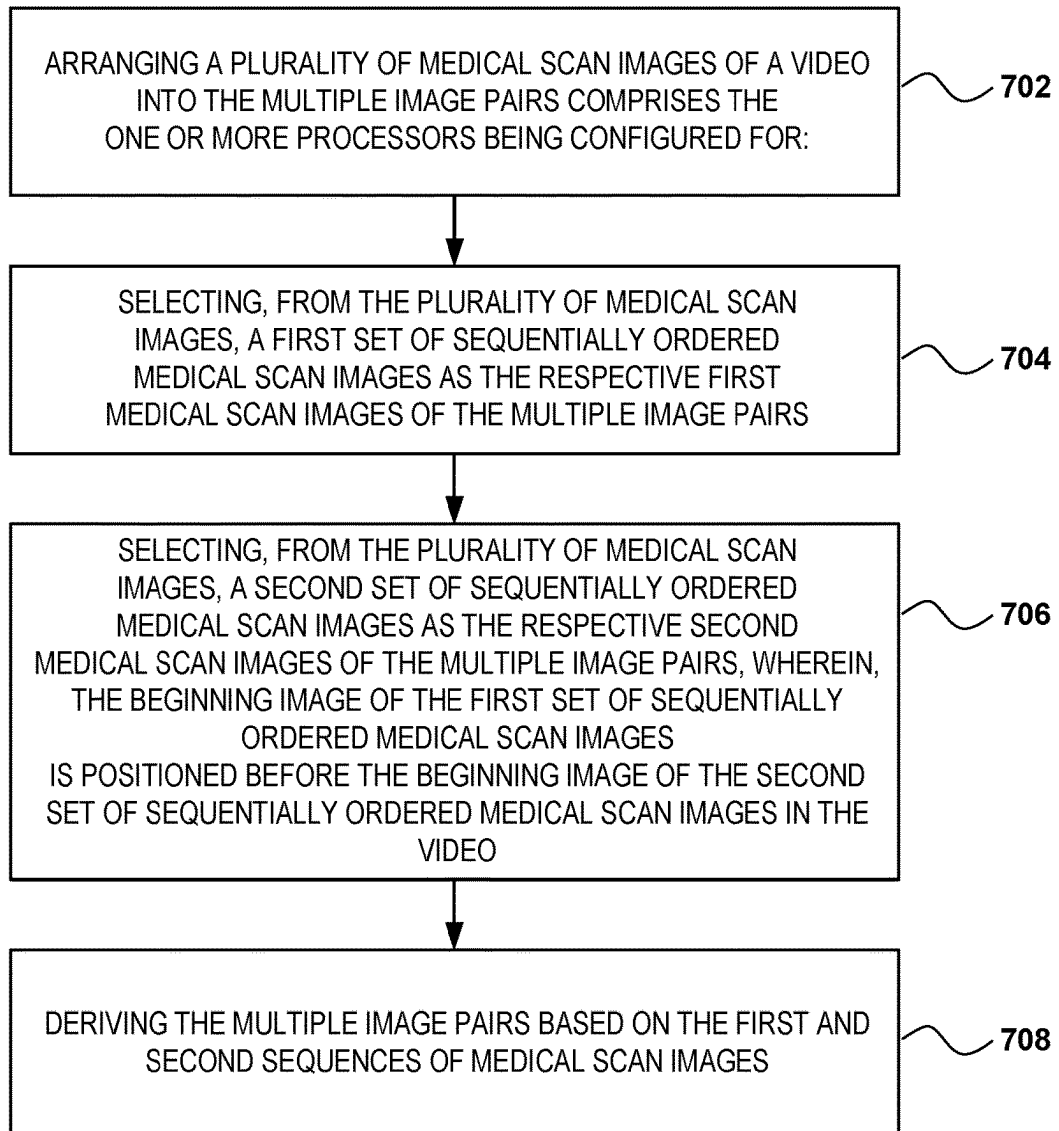 ARRANGING A PLURALITY OF MEDICAL SCAN IMAGES OF A VIDEO
INTO THE MULTIPLE IMAGE PAIRS COMPRISES THE
ONE OR MORE PROCESSORS BEING CONFIGURED FOR:
702
SELECTING, FROM THE PLURALITY OF MEDICAL SCAN
IMAGES, A FIRST SET OF SEQUENTIALLY ORDERED
MEDICAL SCAN IMAGES AS THE RESPECTIVE FIRST
MEDICAL SCAN IMAGES OF THE MULTIPLE IMAGE PAIRS
704
SELECTING, FROM THE PLURALITY OF MEDICAL SCAN
IMAGES, A SECOND SET OF SEQUENTIALLY ORDERED
MEDICAL SCAN IMAGES AS THE RESPECTIVE SECOND
MEDICAL SCAN IMAGES OF THE MULTIPLE IMAGE PAIRS, WHEREIN,
THE BEGINNING IMAGE OF THE FIRST SET OF SEQUENTIALLY
ORDERED MEDICAL SCAN IMAGES
IS POSITIONED BEFORE THE BEGINNING IMAGE OF THE SECOND
SET OF SEQUENTIALLY ORDERED MEDICAL SCAN IMAGES IN THE
VIDEO
706
DERIVING THE MULTIPLE IMAGE PAIRS BASED ON THE FIRST AND
SECOND SEQUENCES OF MEDICAL SCAN IMAGES
708